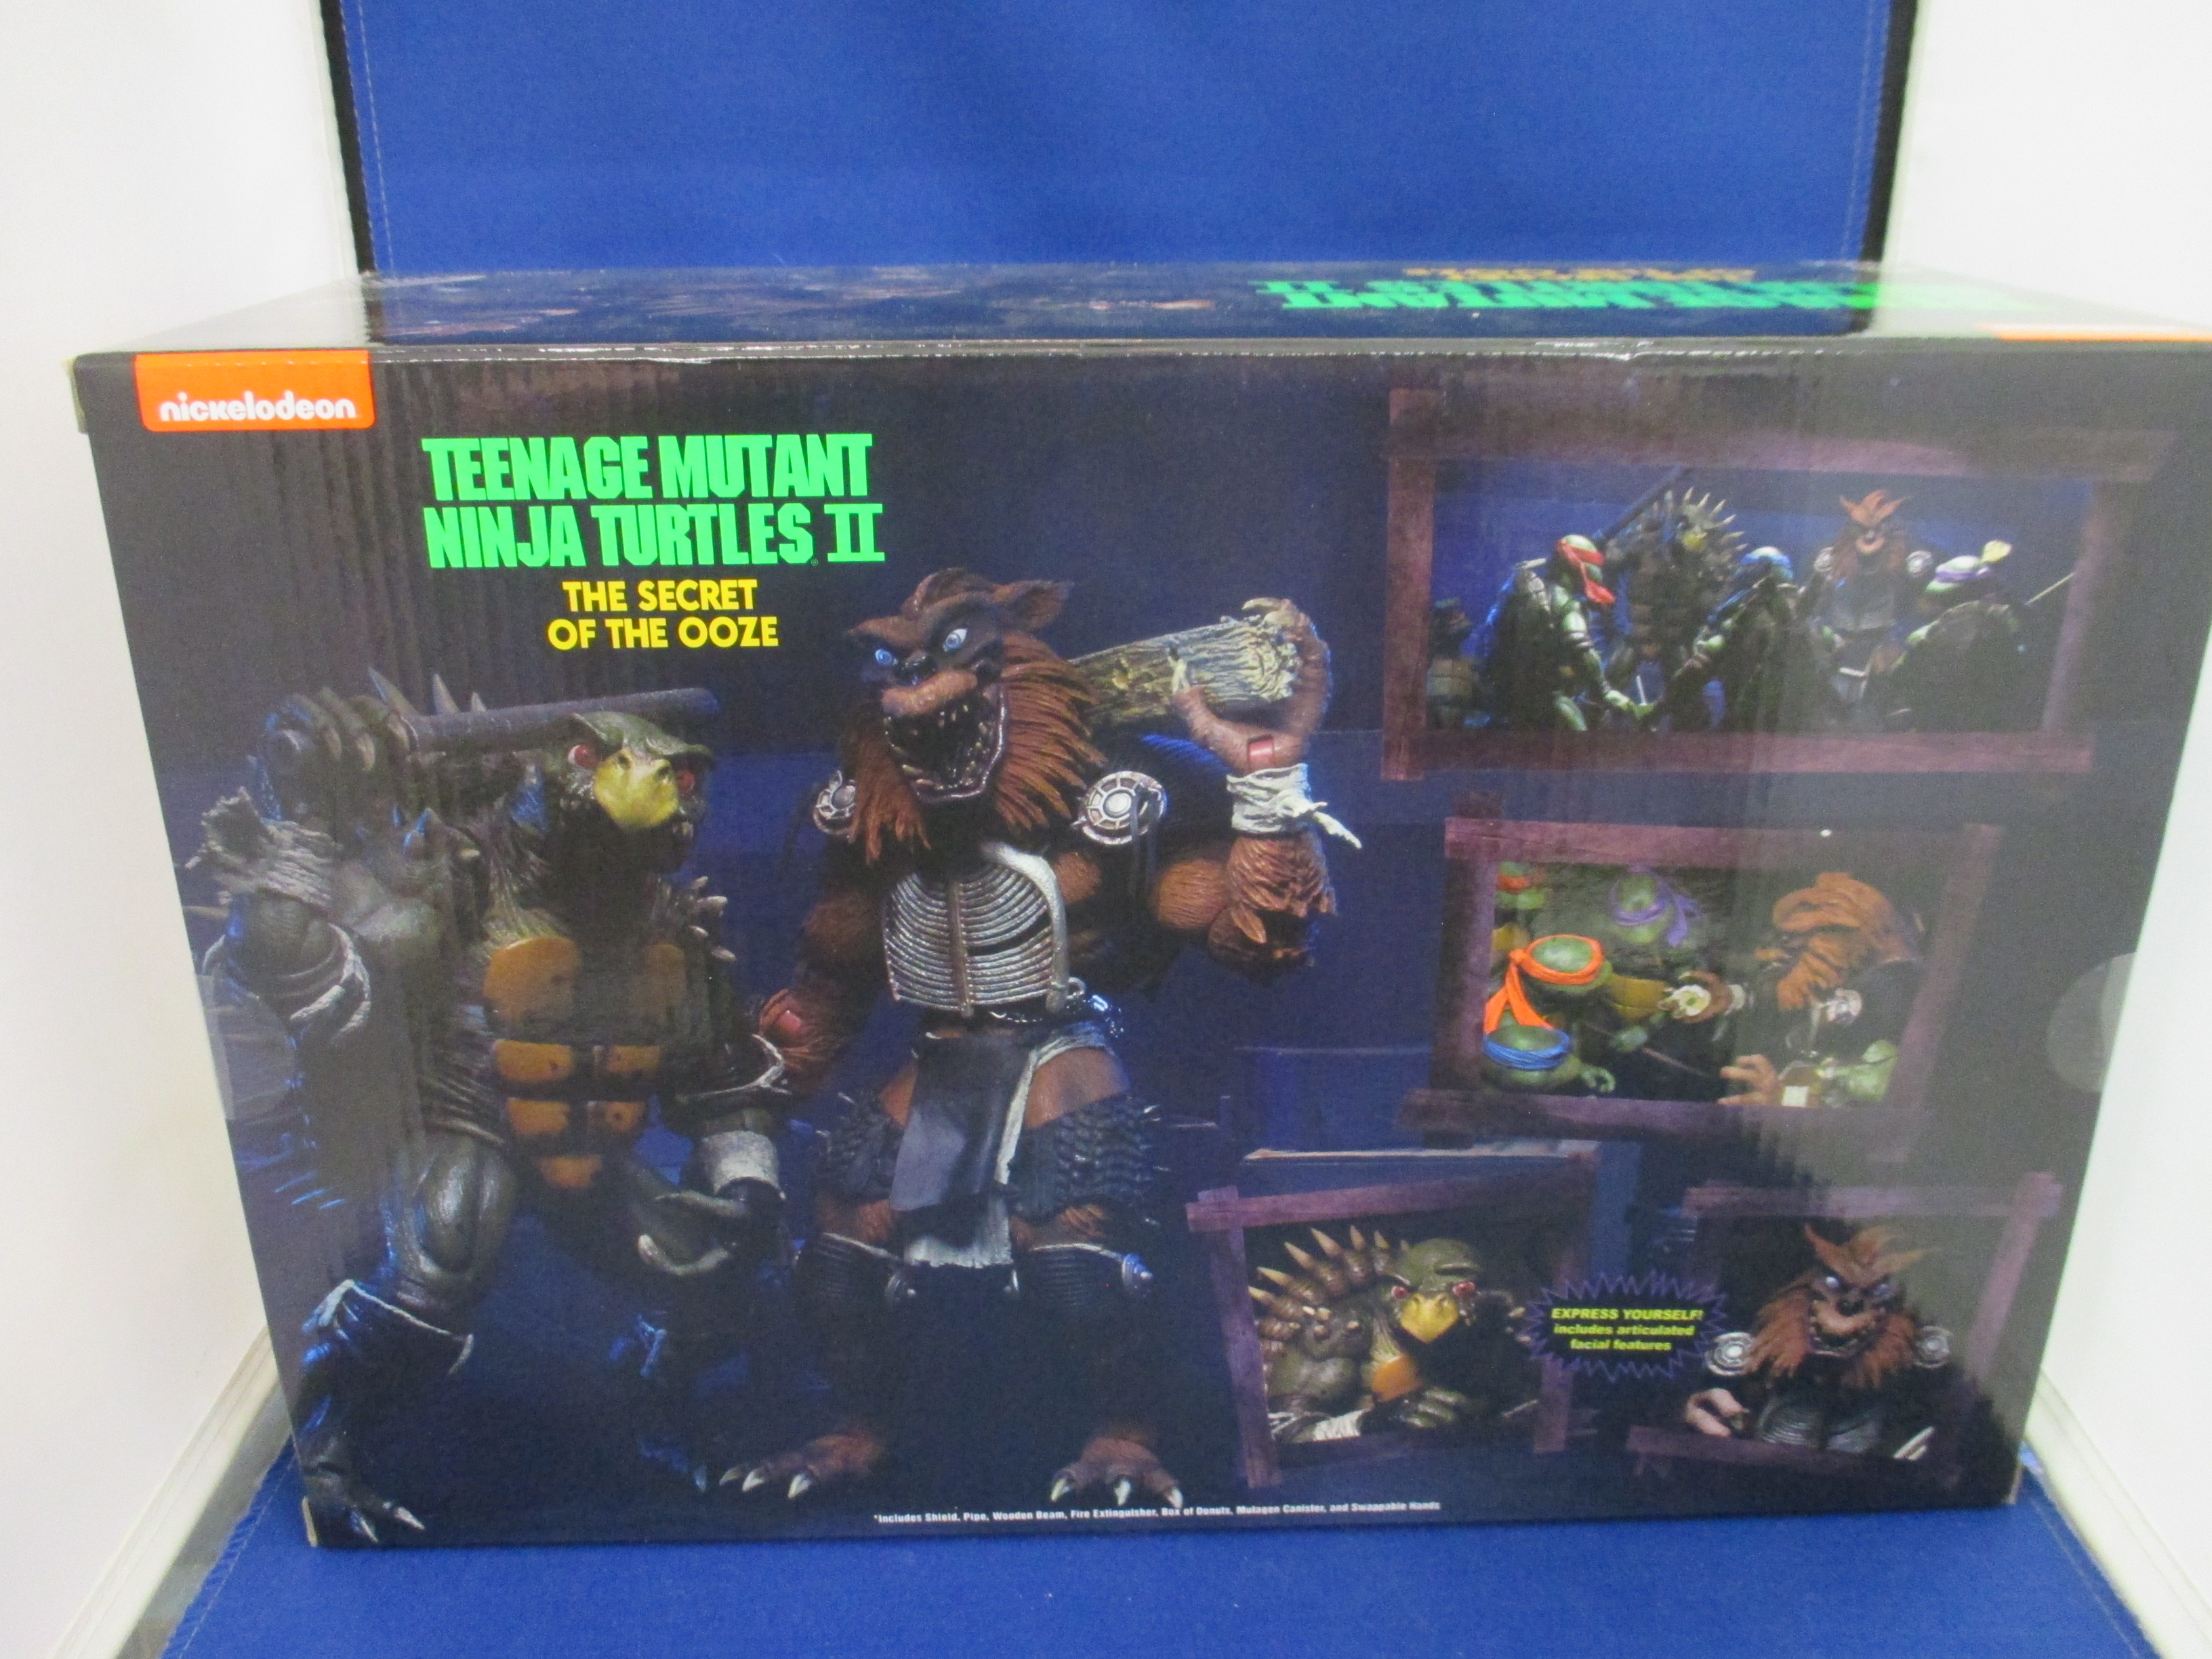 nickelodeon
TEENAGE MUTANT
NINJA TURTLES II
THE SECRET
OF THE OOZE
EXPRESS YOURSELF!
includes articulated
facial features
*Includes Shield, Pipe, Wooden Beam, Fire Extinguisher, Box of Donuts, Mutagen Canister, and Swappable Hands